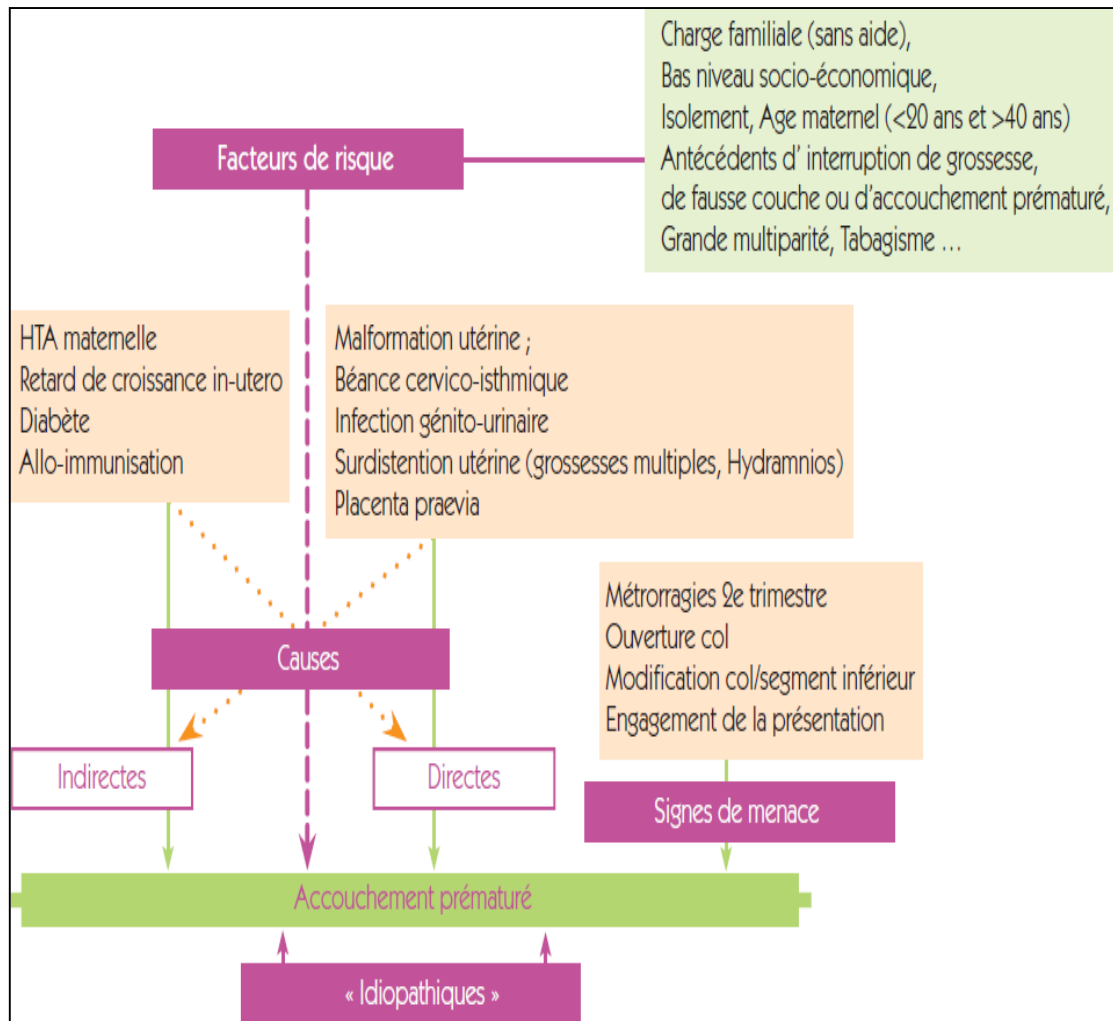 Charge familiale (sans aide),
Bas niveau socio-économique,
Isolement, Age maternel (<20 ans et >40 ans)
Antécédents d' interruption de grossesse,
de fausse couche ou d'accouchement prématuré,
Grande multiparité, Tabagisme ...
Facteurs de risque
HTA maternelle
Retard de croissance in-utero
Diabète
Allo-immunisation
Malformation utérine ;
Béance cervico-isthmique
Infection génito-urinaire
Surdistention utérine (grossesses multiples, Hydramnios)
Placenta praevia
Métrorragies 2e trimestre
Ouverture col
Modification col/segment inférieur
Engagement de la présentation
Causes
Indirectes
Directes
Signes de menace
Accouchement prématuré
« Idiopathiques »